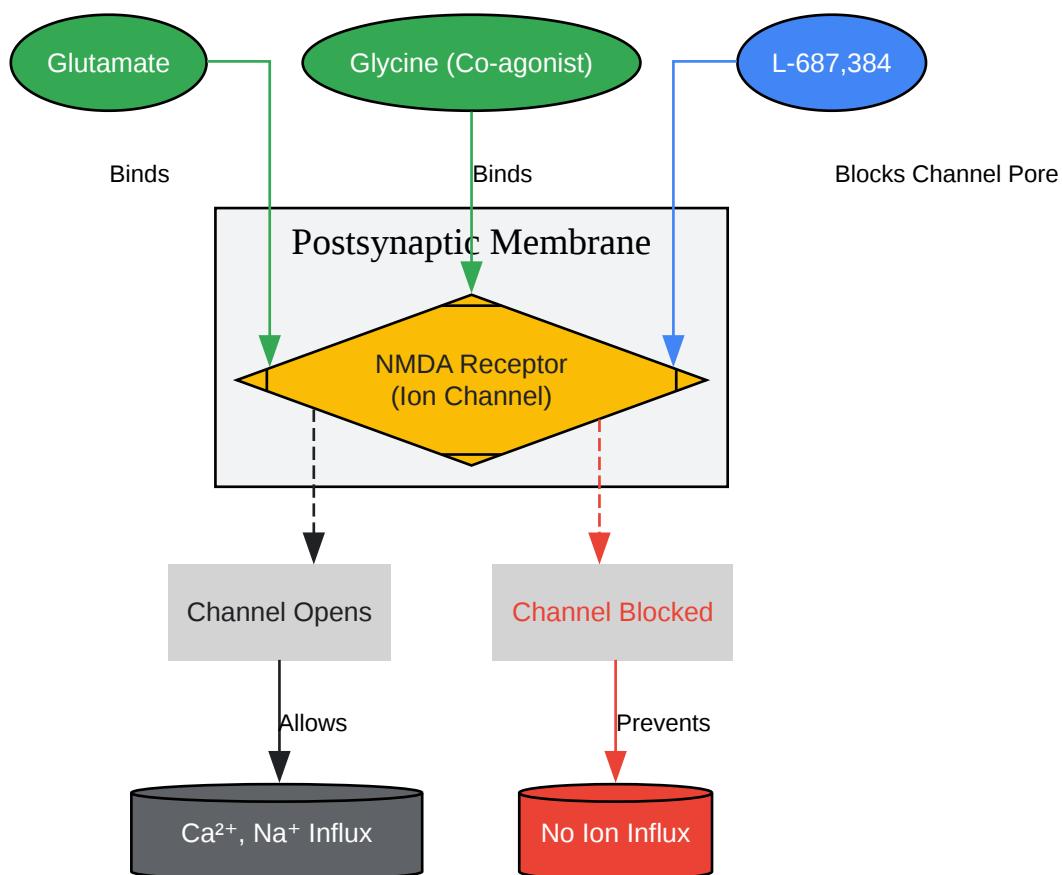 Glutamate
Glycine (Co-agonist)
L-687,384
Binds
Binds
Blocks Channel Pore
Postsynaptic Membrane
NMDA Receptor
(Ion Channel)
Channel Opens
Channel Blocked
Allows
Prevents
Ca²⁺, Na⁺ Influx
No Ion Influx